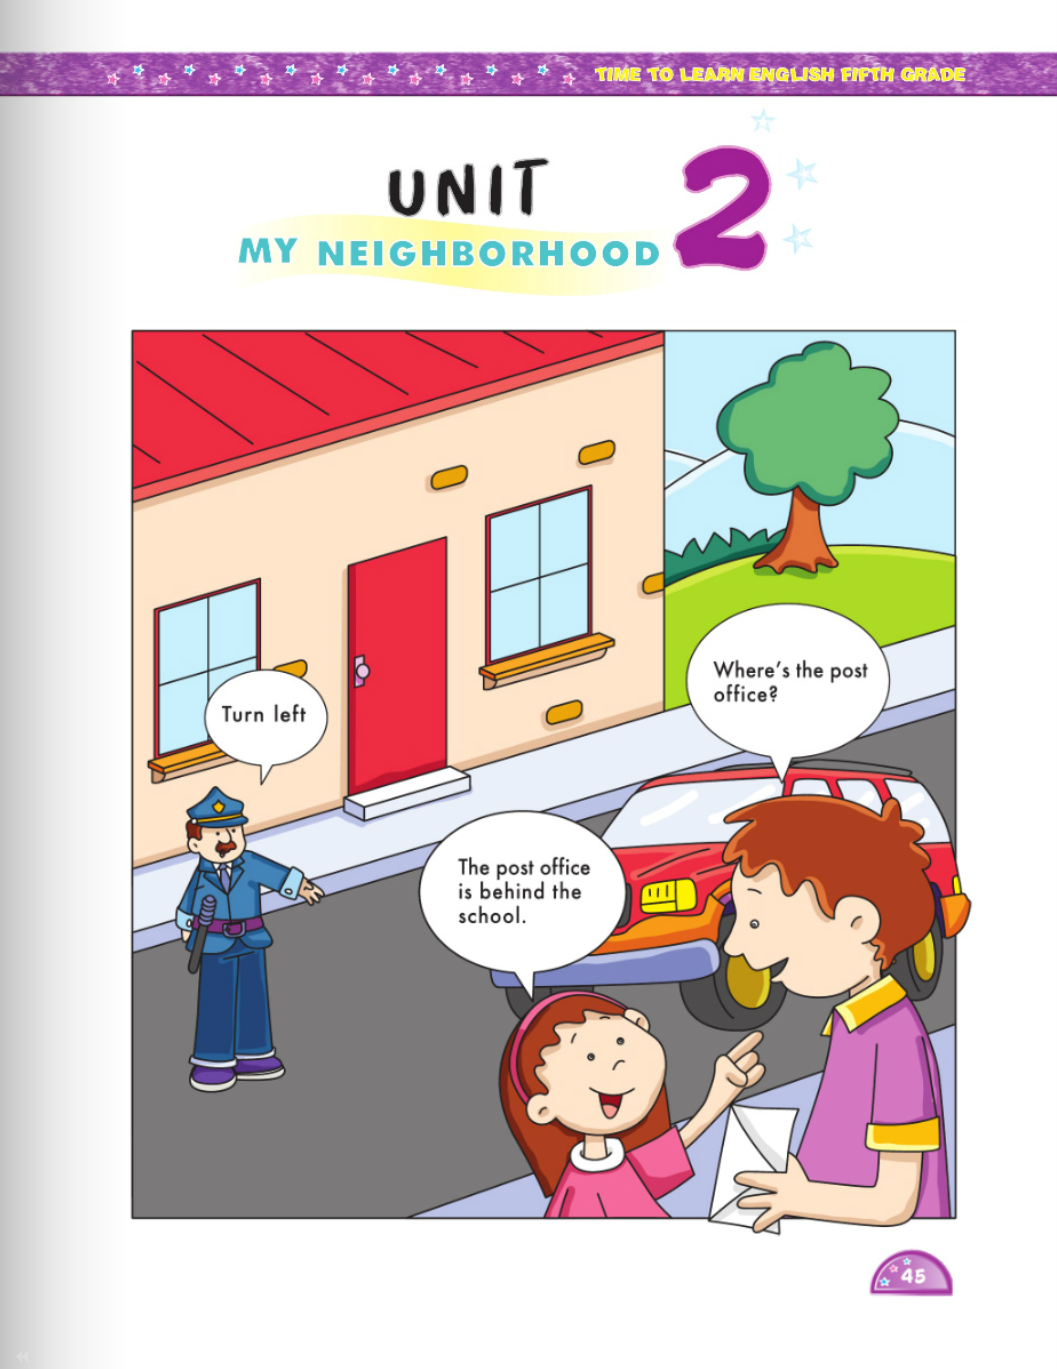 TIME TO LEARN ENGLISH FIFTH GRADE
UNIT 2
MY NEIGHBORHOOD
Where's the post
office?
Turn left
The post office
is behind the
school.
45